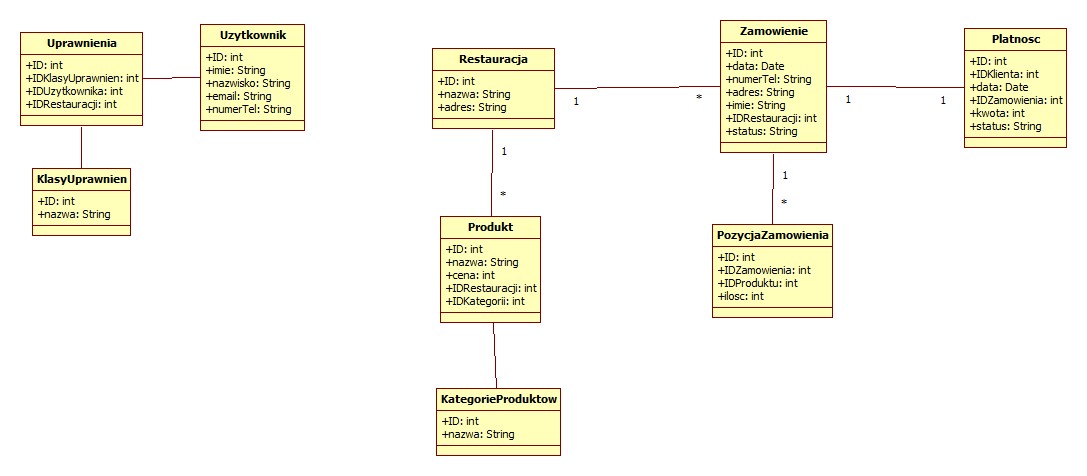 Uprawnienia
+ID: int
+IDKlasyUprawnien: int
+IDUzytkownika: int
+IDRestauracji: int
Uzytkownik
+ID: int
+imie: String
+nazwisko: String
+email: String
+numerTel: String
KlasyUprawnien
+ID: int
+nazwa: String
Restauracja
+ID: int
+nazwa: String
+adres: String
1
*
Zamowienie
+ID: int
+data: Date
+numerTel: String
+adres: String
+imie: String
+IDRestauracji: int
+status: String
1
1
Platnosc
+ID: int
+IDKlienta: int
+data: Date
+IDZamowienia: int
+kwota: int
+status: String
1
*
Produkt
+ID: int
+nazwa: String
+cena: int
+IDRestauracji: int
+IDKategorii: int
1
*
PozycjaZamowienia
+ID: int
+IDZamowienia: int
+IDProduktu: int
+ilosc: int
KategorieProduktow
+ID: int
+nazwa: String